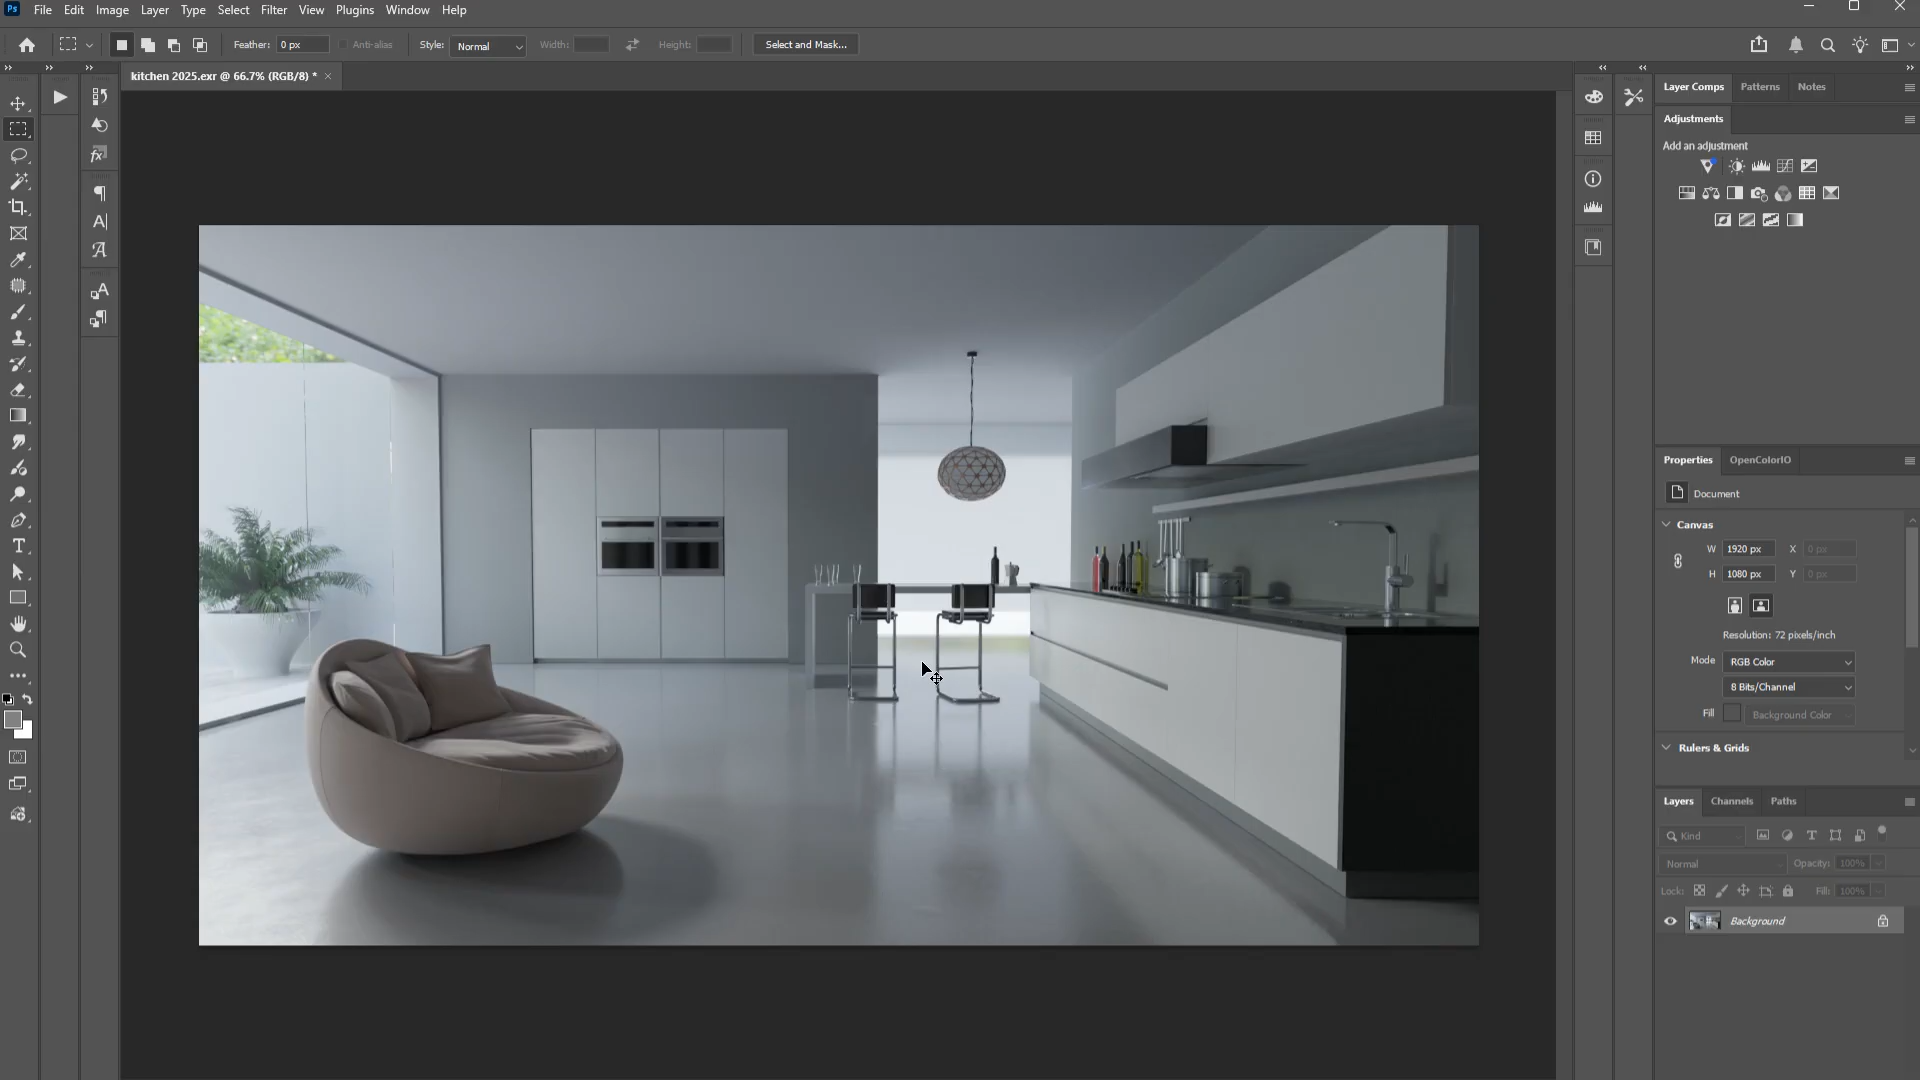 Ps File Edit Image Layer Type Select Filter View Plugins Window Help
Feather: 0 px Anti-alias Style: Normal Width: Height: Select and Mask...
kitchen 2025.exr @ 66.7% (RGB/8) * ×
Layer Comps Patterns Notes
Adjustments
Add an adjustment
Properties OpenColorIO
Document
Canvas
W 1920 px X 0 px
H 1080 px Y 0 px
Resolution: 72 pixels/inch
Mode RGB Color
8 Bits/Channel
Fill Background Color
Rulers & Grids
Layers Channels Paths
Kind
Normal Opacity: 100%
Lock: Fill: 100%
Background